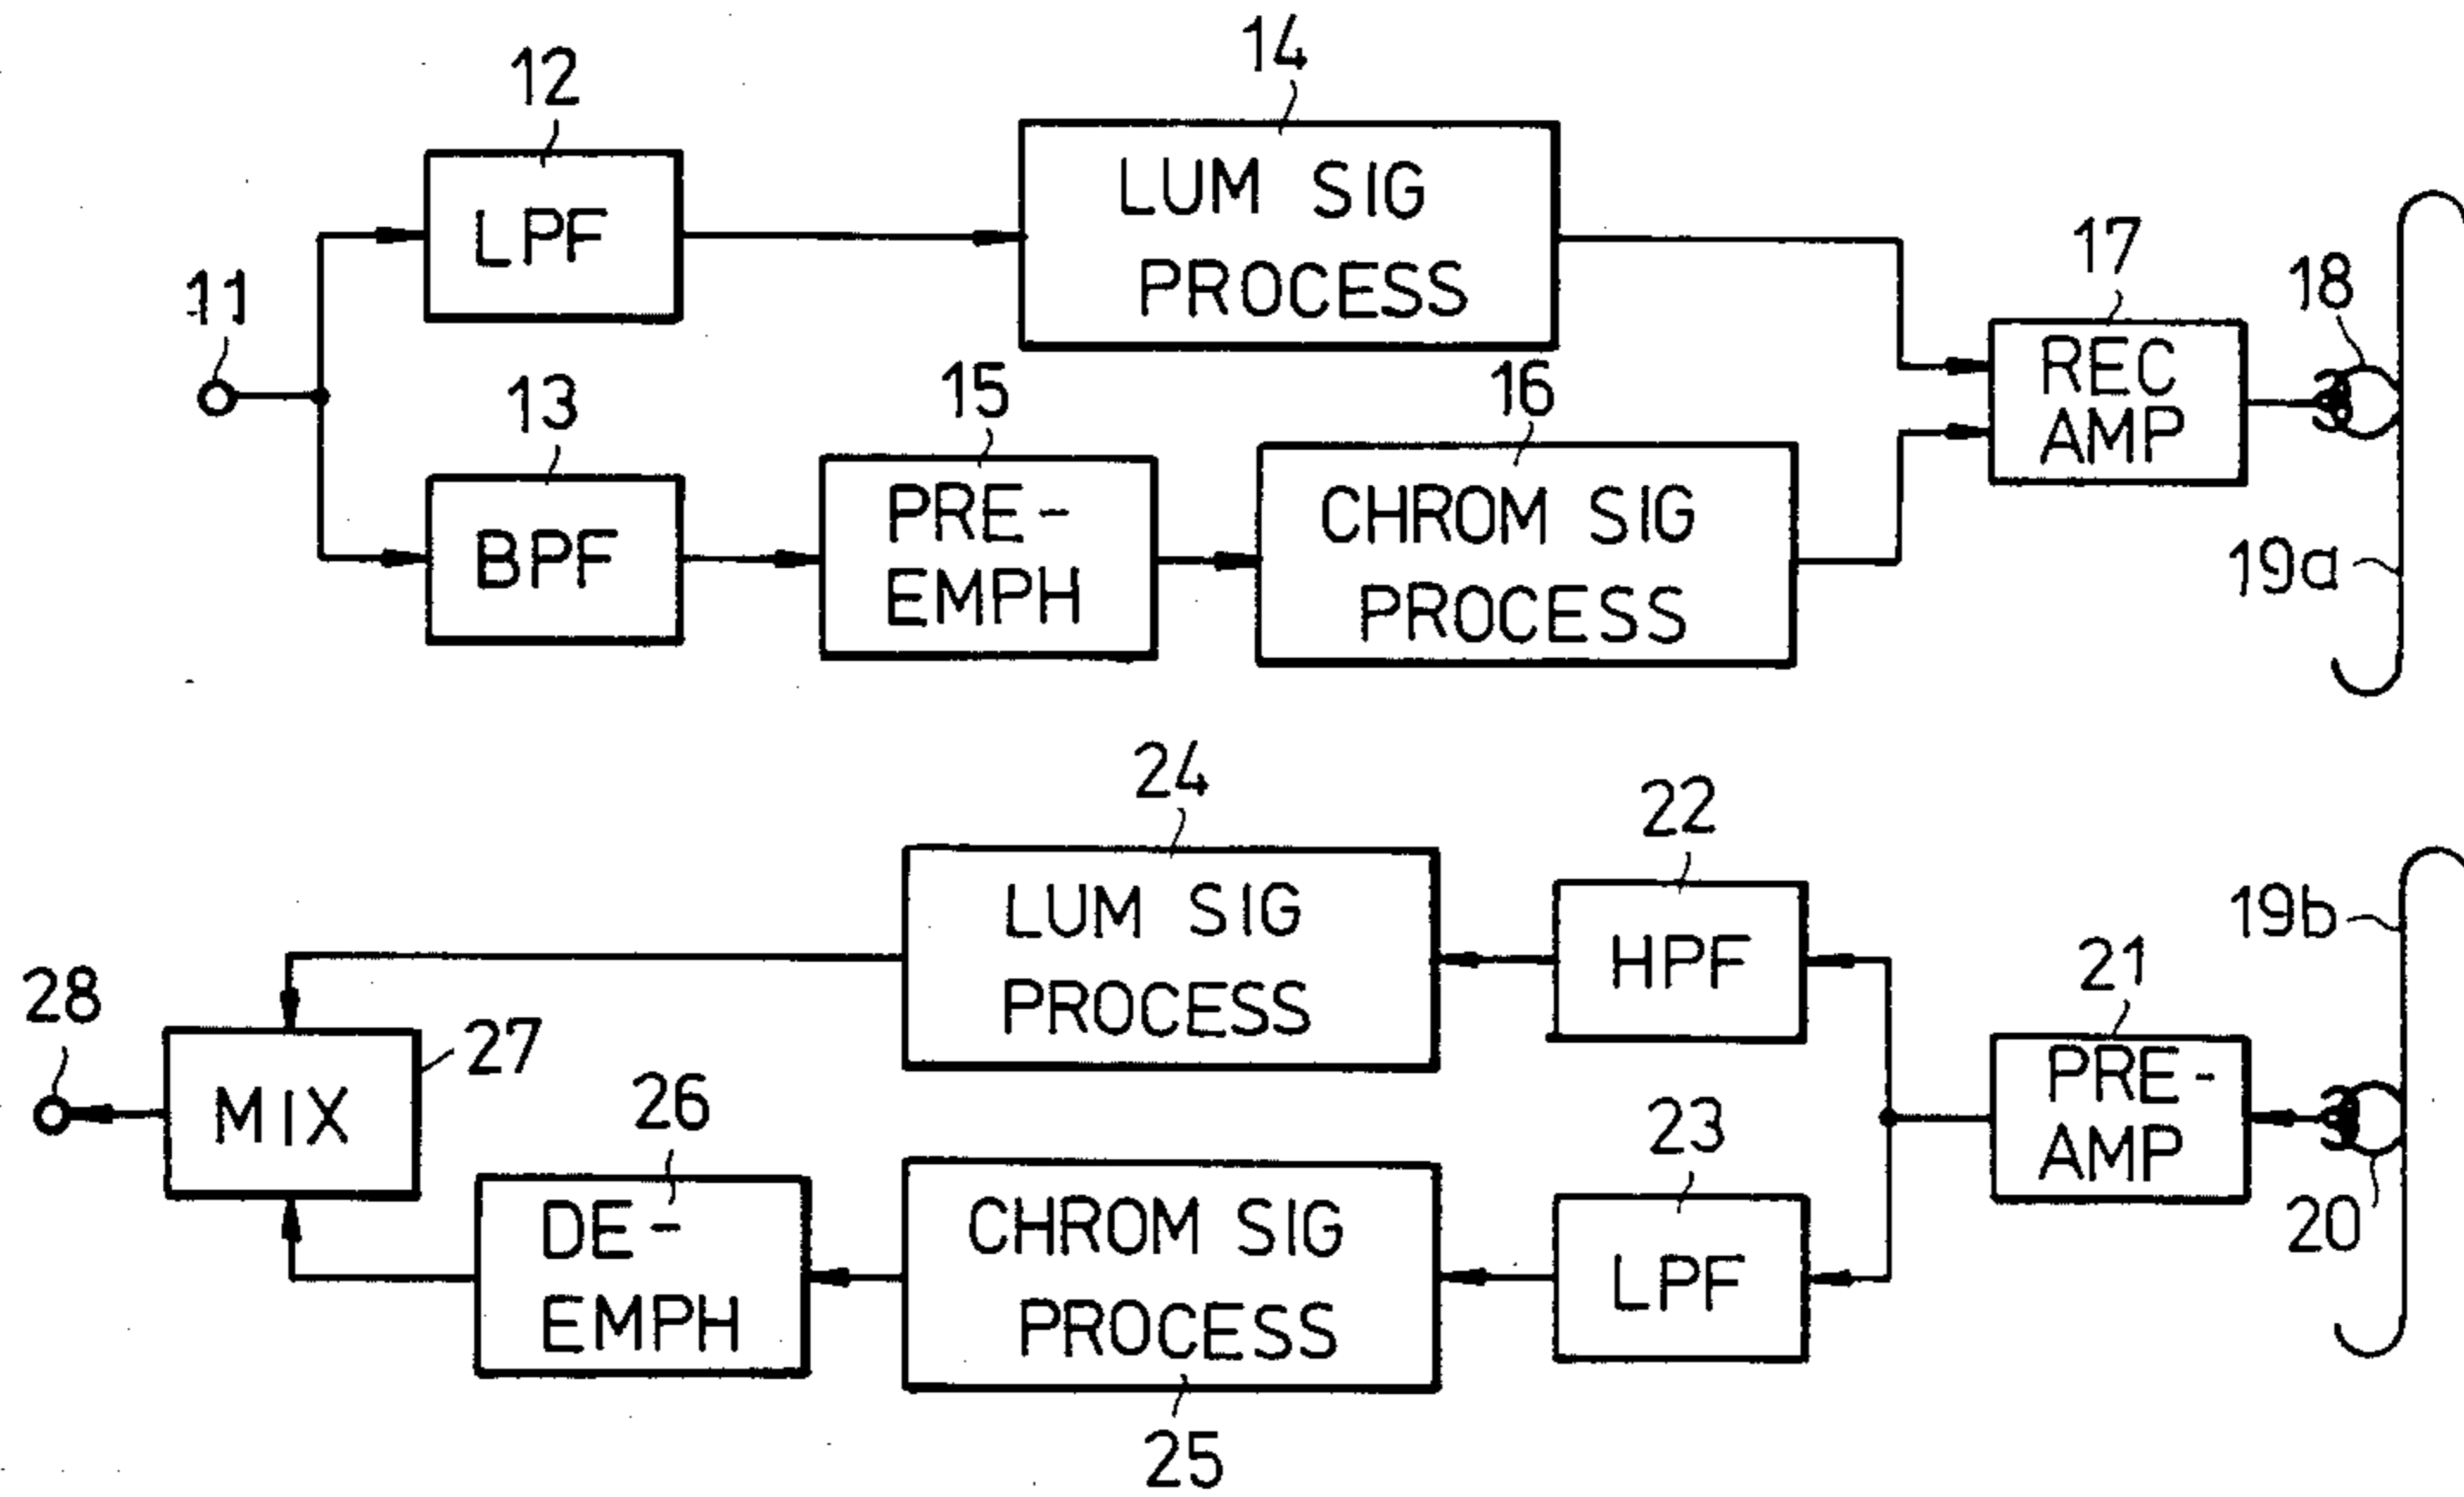 14
12
LUM SIG
PROCESS
LPF
17
18
11
REC
AMP
13
15
16
BPF
PRE-
EMPH
CHROM SIG
PROCESS
19a
24
22
LUM SIG
PROCESS
HPF
19b
21
28
27
MIX
PRE-
AMP
26
23
20
DE-
EMPH
CHROM SIG
PROCESS
LPF
25